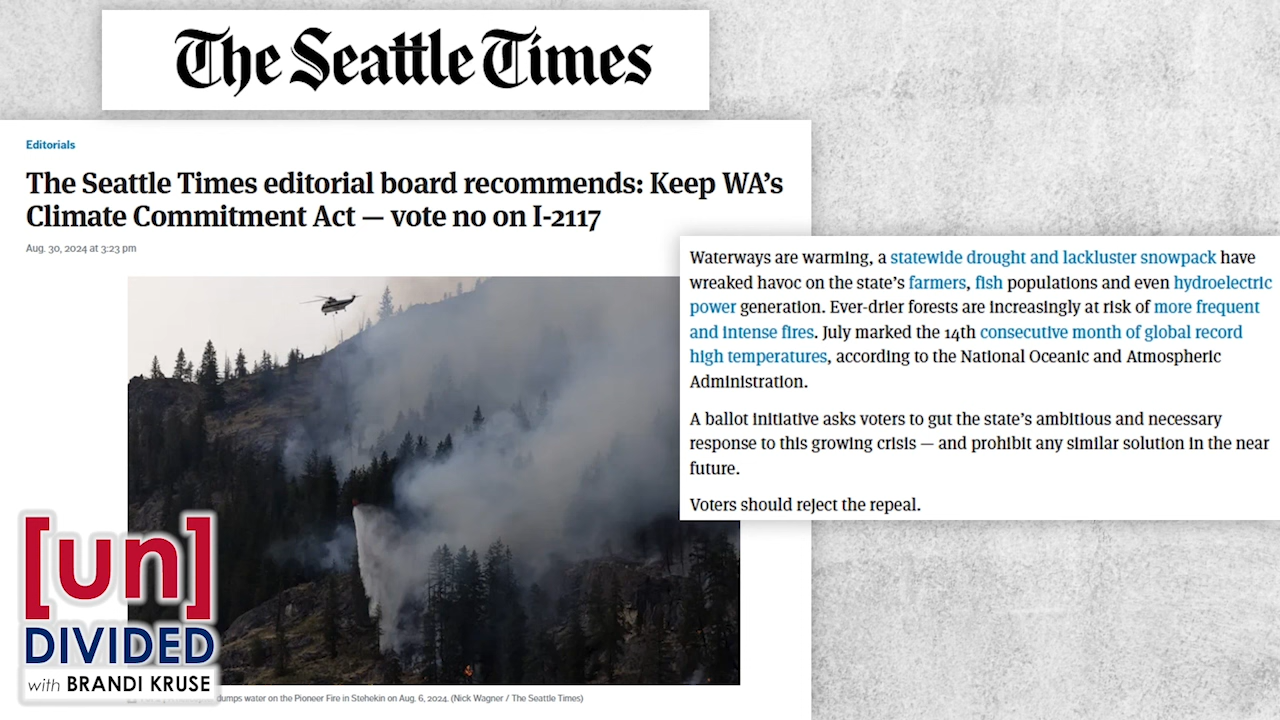 The Seattle Times
Editorials
The Seattle Times editorial board recommends: Keep WA's
Climate Commitment Act — vote no on I-2117
Aug. 30, 2024 at 3:23 pm
Waterways are warming, a statewide drought and lackluster snowpack have
wreaked havoc on the state's farmers, fish populations and even hydroelectric
power generation. Ever-drier forests are increasingly at risk of more frequent
and intense fires. July marked the 14th consecutive month of global record
high temperatures, according to the National Oceanic and Atmospheric
Administration.
A ballot initiative asks voters to gut the state's ambitious and necessary
response to this growing crisis — and prohibit any similar solution in the near
future.
Voters should reject the repeal.
[un]
DIVIDED
with BRANDI KRUSE
dumps water on the Pioneer Fire in Stehekin on Aug. 6, 2024. (Nick Wagner / The Seattle Times)